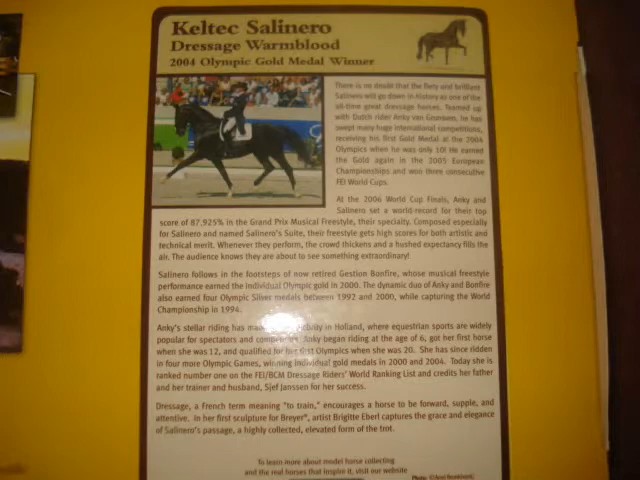 Keltec Salinero
Dressage Warmblood
2004 Olympic Gold Medal Winner
There is no doubt that the fiery and brilliant
Salinero will go down in history as one of the
all-time great dressage horses. Teamed up
with Dutch rider Anky van Grunsven, he has
swept many huge international competitions,
receiving his first Gold Medal at the 2004
Olympics when he was only 10! He earned
the Gold again in the 2005 European
Championships and won three consecutive
FEI World Cups.
At the 2006 World Cup Finals, Anky and
Salinero set a world-record for their top
score of 87.925% in the Grand Prix Musical Freestyle, their specialty. Composed especially
for Salinero and named Salinero's Suite, their freestyle gets high scores for both artistic and
technical merit. Whenever they perform, the crowd thickens and a hushed expectancy fills the
air. The audience knows they are about to see something extraordinary!
Salinero follows in the footsteps of now retired Gestion Bonfire, whose musical freestyle
performance earned the individual Olympic gold in 2000. The dynamic duo of Anky and Bonfire
also earned four Olympic Silver medals between 1992 and 2000, while capturing the World
Championship in 1994.
Anky's stellar riding has in Holland, where equestrian sports are widely
popular for spectators and Anky began riding at the age of 6, got her first horse
when she was 12, and qualified for her first Olympics when she was 20. She has since ridden
in four more Olympic Games, winning individual gold medals in 2000 and 2004. Today she is
ranked number one on the FEI/BCM Dressage Riders' World Ranking List and credits her father
and her trainer and husband, Sjef Janssen for her success.
Dressage, a French term meaning "to train," encourages a horse to be forward, supple, and
attentive. In her first sculpture for Breyer®, artist Brigitte Eberl captures the grace and elegance
of Salinero's passage, a highly collected, elevated form of the trot.
To learn more about model horse collecting
and the real horses that inspire it, visit our website
Photo: